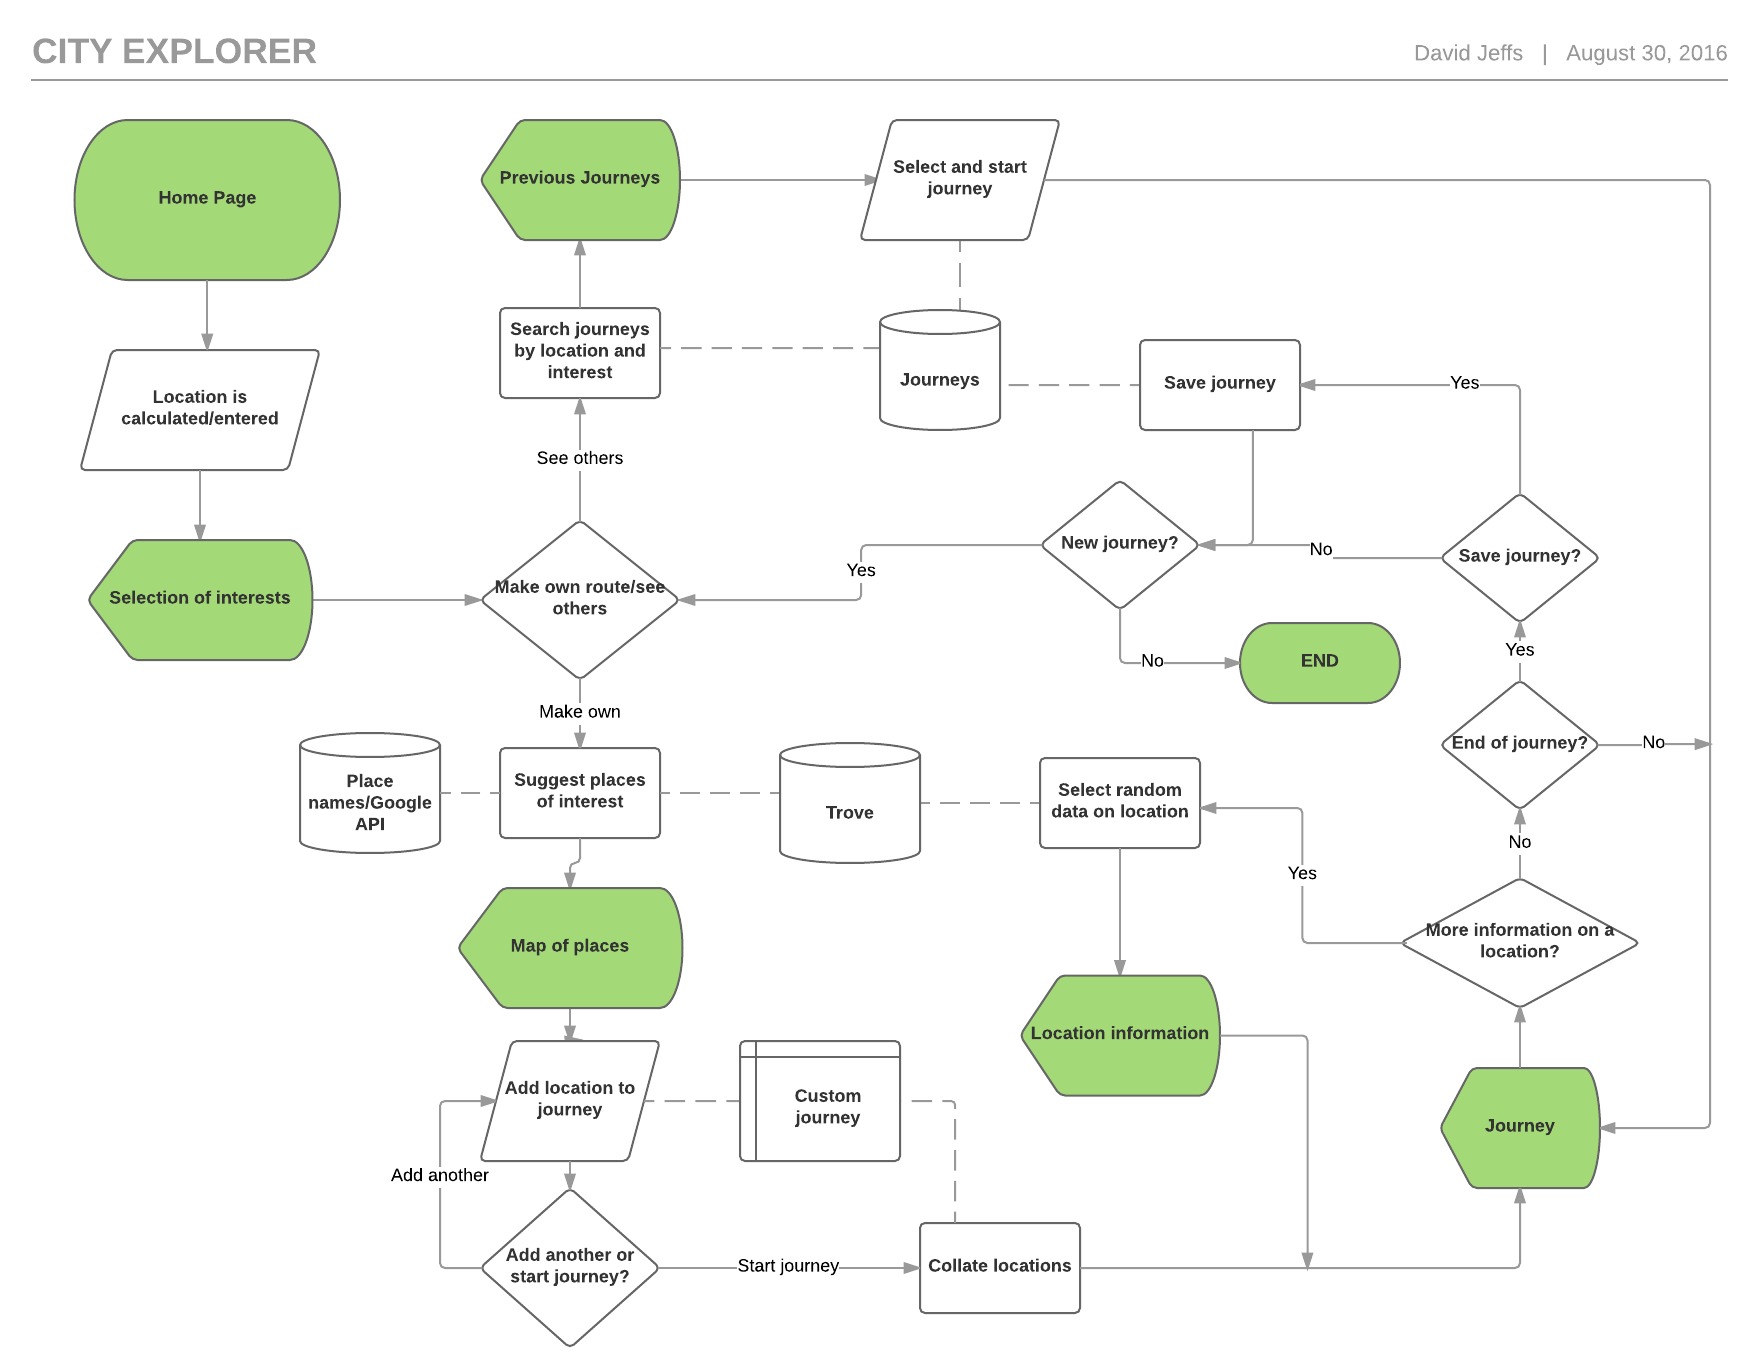 CITY EXPLORER
David Jeffs | August 30, 2016
Home Page
Previous Journeys
Select and start
journey
Search journeys
by location and
interest
Journeys
Save journey
Yes
Location is
calculated/entered
See others
New journey?
No
Save journey?
Selection of interests
Make own route/see
others
Yes
No
END
Yes
Make own
End of journey?
No
Place
names/Google
API
Suggest places
of interest
Trove
Select random
data on location
No
Yes
Map of places
More information on a
location?
Location information
Add location to
journey
Custom
journey
Journey
Add another
Add another or
start journey?
Start journey
Collate locations